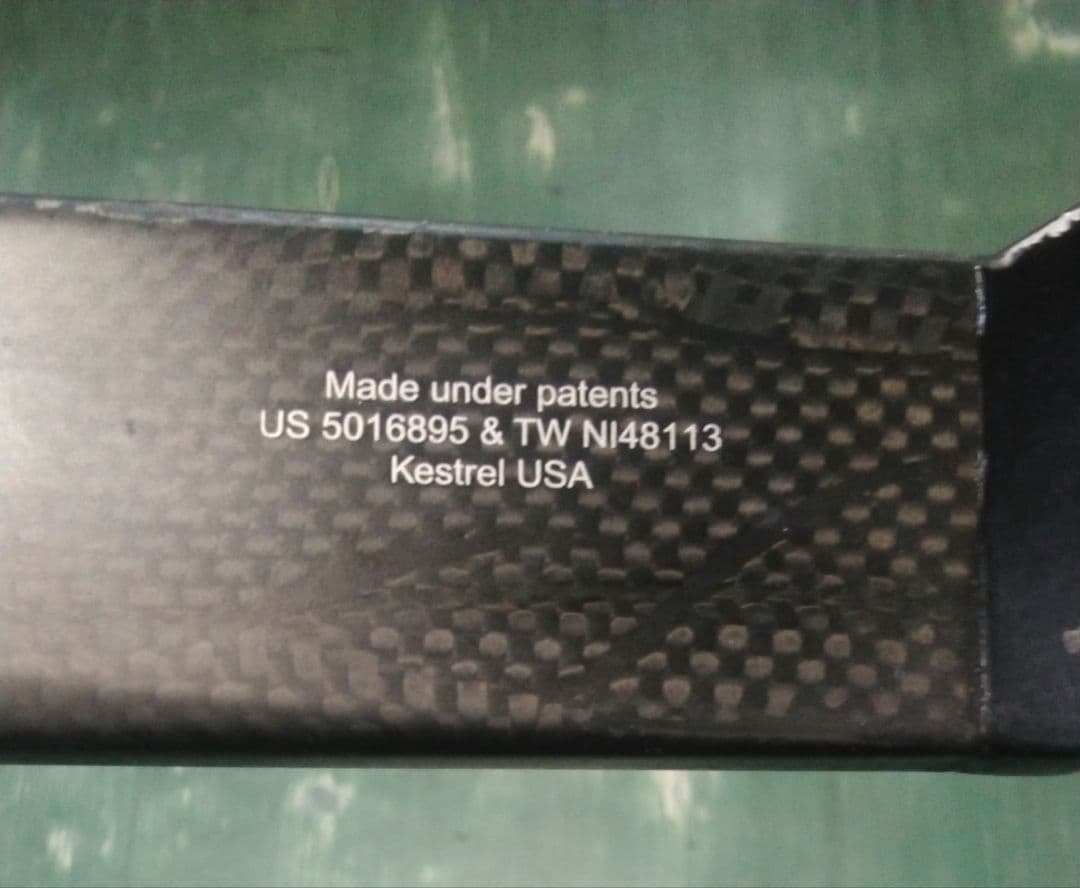 Made under patents
US 5016895 & TW NI48113
Kestrel USA